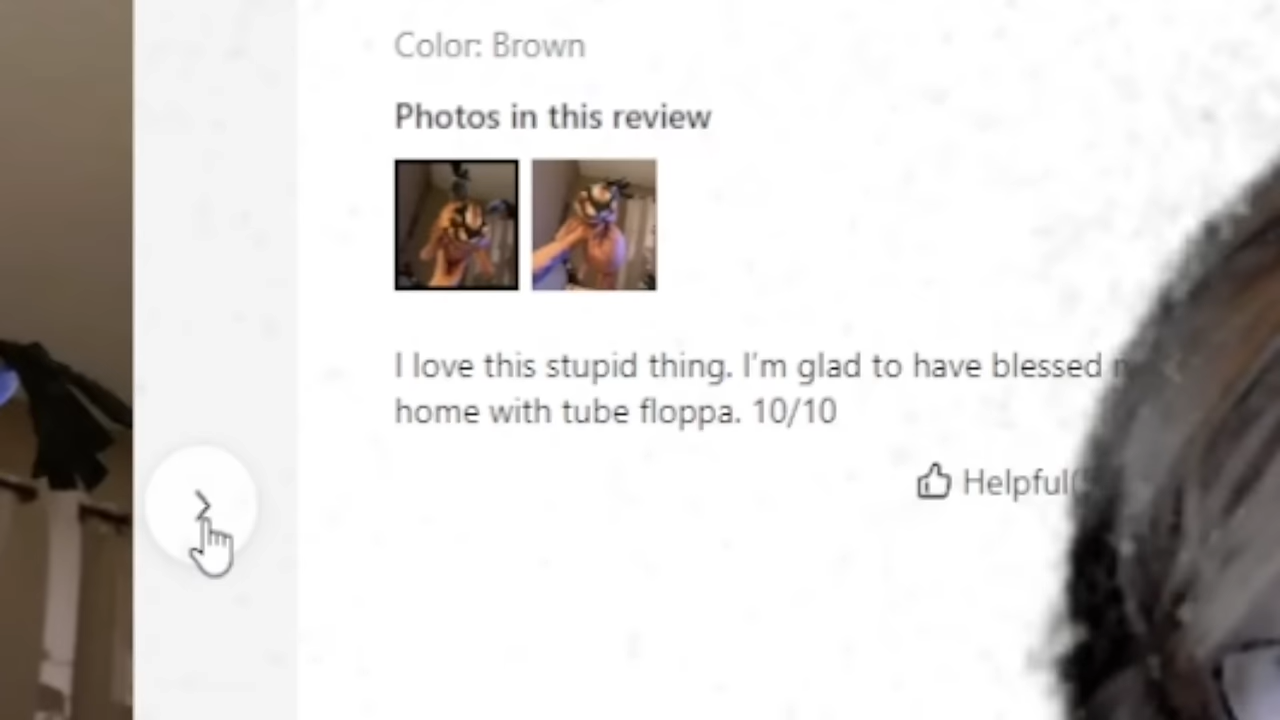 Color: Brown
Photos in this review
I love this stupid thing. I'm glad to have blessed
home with tube floppa. 10/10
Helpful